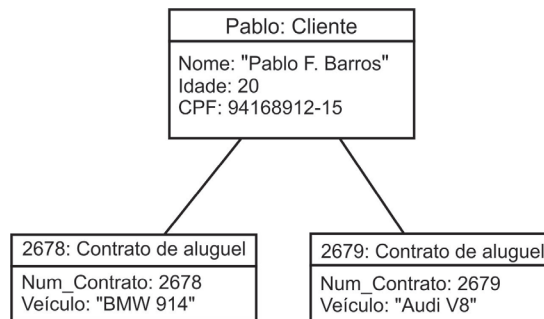 Pablo: Cliente
Nome: "Pablo F. Barros"
Idade: 20
CPF: 94168912-15
2678: Contrato de aluguel
Num_Contrato: 2678
Veículo: "BMW 914"
2679: Contrato de aluguel
Num_Contrato: 2679
Veículo: "Audi V8"